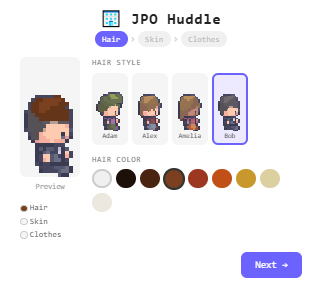 JPO Huddle
Hair > Skin > Clothes
HAIR STYLE
Adam Alex Amelia Bob
Preview
HAIR COLOR
Hair
Skin
Clothes
Next →